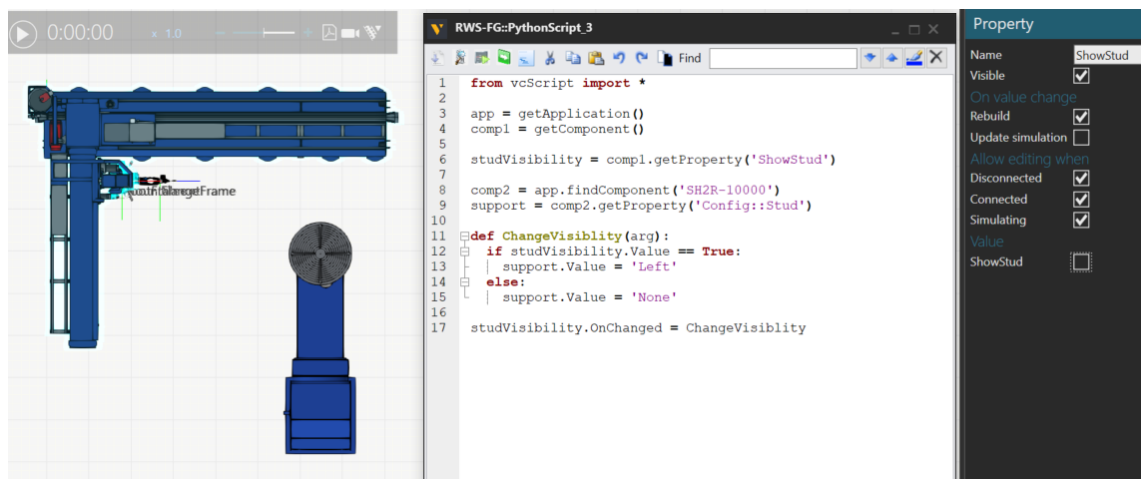 0:00:00
x 1.0
RWS-FG::PythonScript_3
Find
1 from vcScript import *
2
3 app = getApplication()
4 comp1 = getComponent()
5
6 studVisibility = comp1.getProperty('ShowStud')
7
8 comp2 = app.findComponent('SH2R-10000')
9 support = comp2.getProperty('Config::Stud')
10
11 def ChangeVisiblity(arg):
12 if studVisibility.Value == True:
13 support.Value = 'Left'
14 else:
15 support.Value = 'None'
16
17 studVisibility.OnChanged = ChangeVisiblity
Property
Name ShowStud
Visible
On value change
Rebuild
Update simulation
Allow editing when
Disconnected
Connected
Simulating
Value
ShowStud